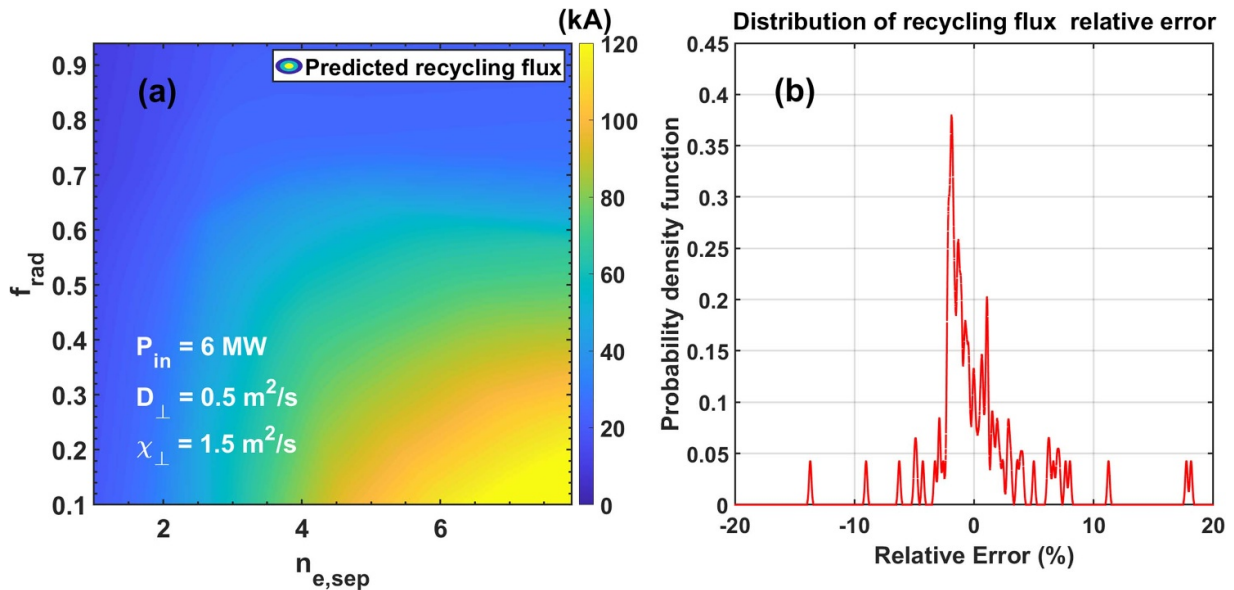 (kA)
(a)
Predicted recycling flux
0.9
0.8
0.7
0.6
0.5
0.4
0.3
0.2
0.1
f_rad
P_in = 6 MW
D_⊥ = 0.5 m²/s
χ_⊥ = 1.5 m²/s
2
4
6
n_e,sep
120
100
80
60
40
20
0
Distribution of recycling flux relative error
(b)
0.45
0.4
0.35
0.3
0.25
0.2
0.15
0.1
0.05
0
Probability density function
-20
-10
0
10
20
Relative Error (%)